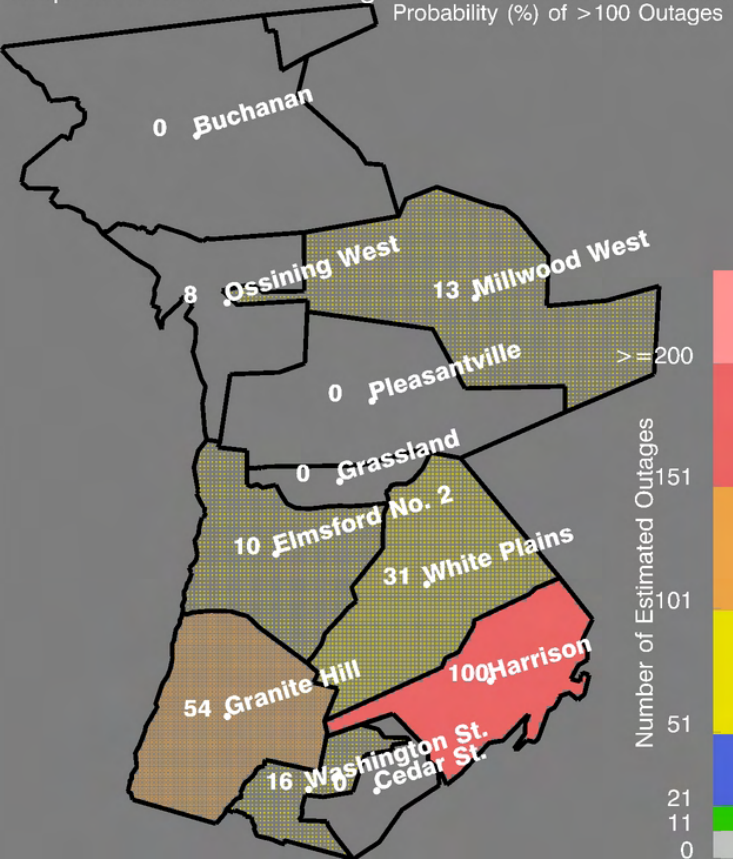 Probability (%) of >100 Outages
0 Buchanan
8 Ossining West
13 Millwood West
0 Pleasantville
>=200
0 Grassland
151
10 Elmsford No. 2
31 White Plains
101
Number of Estimated Outages
100 Harrison
54 Granite Hill
51
16 Washington St.
0 Cedar St.
21
11
0